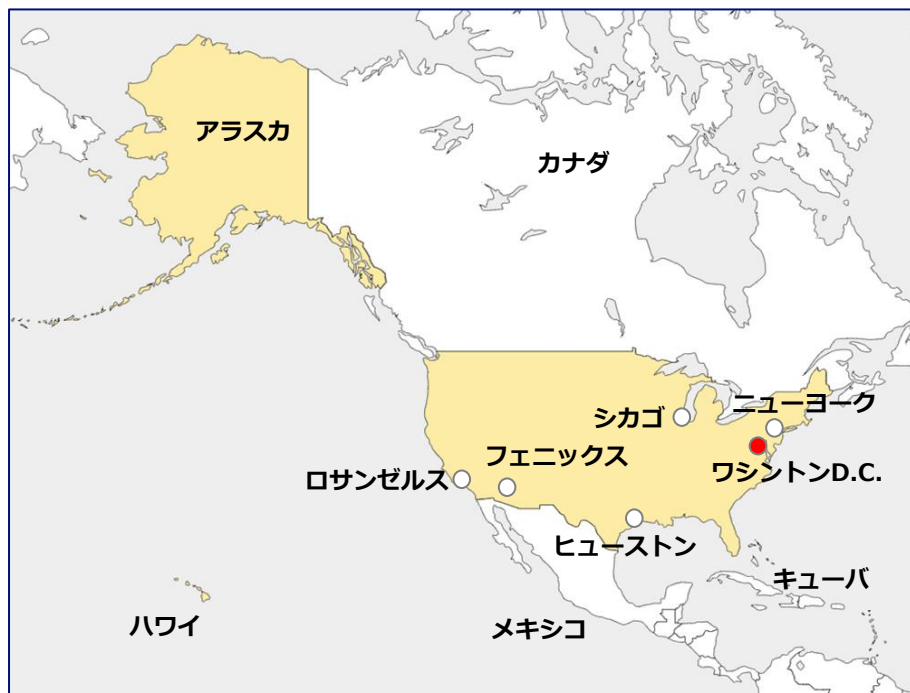 アラスカ
カナダ
ニューヨーク
シカゴ
フェニックス
ロサンゼルス
ワシントンD.C.
ヒューストン
キューバ
ハワイ
メキシコ